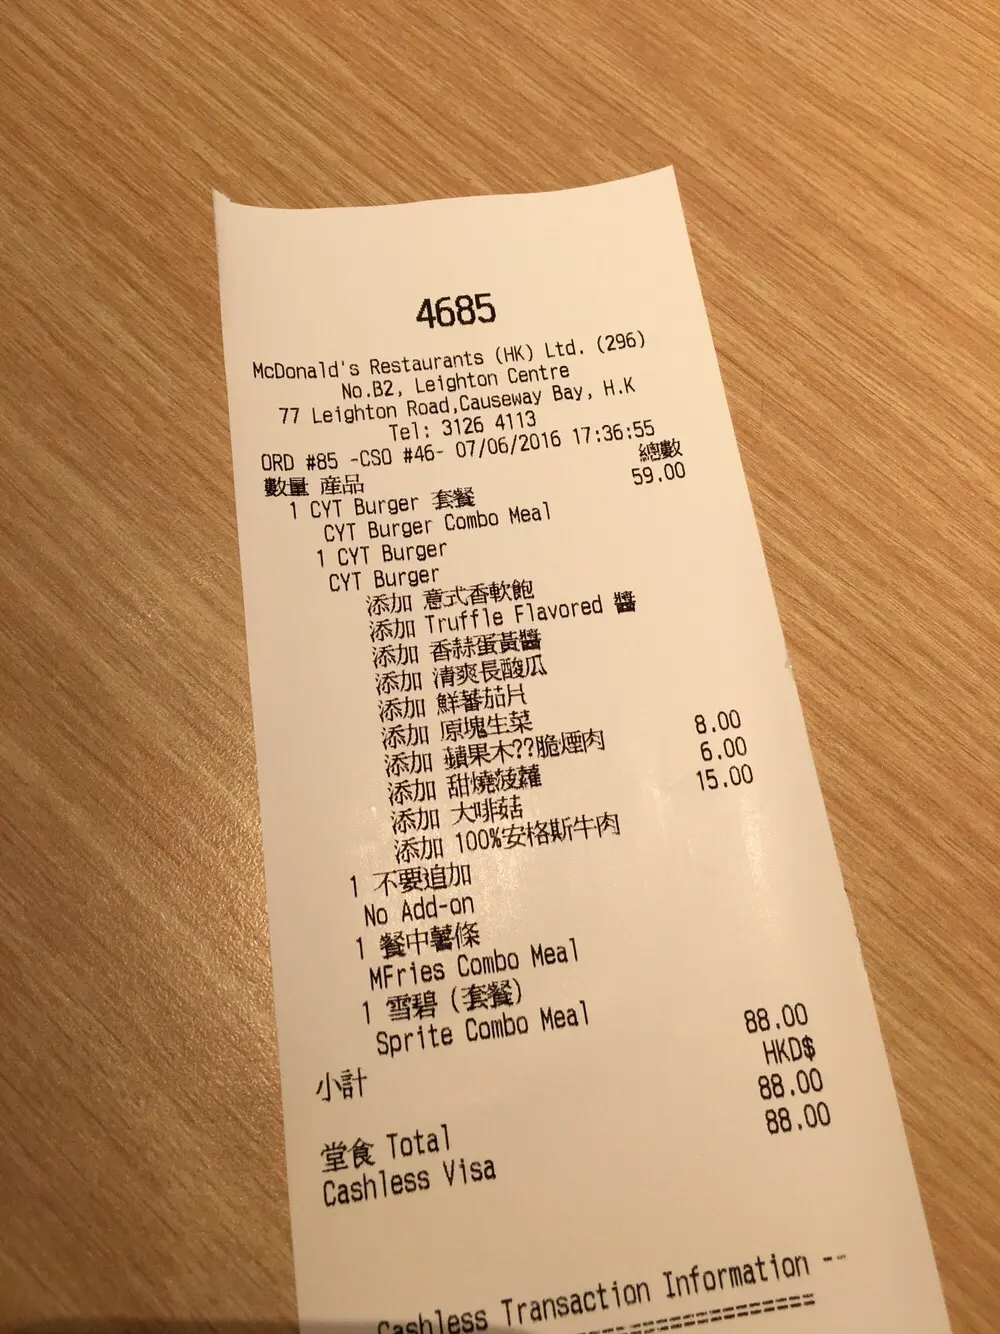 4685
McDonald's Restaurants (HK) Ltd. (296)
No.B2, Leighton Centre
77 Leighton Road,Causeway Bay, H.K
Tel: 3126 4113
ORD #85 -CSO #46- 07/06/2016 17:36:55
數量 產品 總數
1 CYT Burger 套餐 59.00
CYT Burger Combo Meal
1 CYT Burger
CYT Burger
添加 意式香軟飽
添加 Truffle Flavored 醬
添加 香蒜蛋黃醬
添加 清爽長酸瓜
添加 鮮蕃茄片
添加 原塊生菜
添加 蘋果木??脆煙肉 8.00
添加 甜燒菠蘿 6.00
添加 大啡菇 15.00
添加 100%安格斯牛肉
1 不要追加
No Add-on
1 餐中薯條
MFries Combo Meal
1 雪碧 (套餐)
Sprite Combo Meal
小計 88.00
HKD$
堂食 Total 88.00
Cashless Visa 88.00
Cashless Transaction Information --